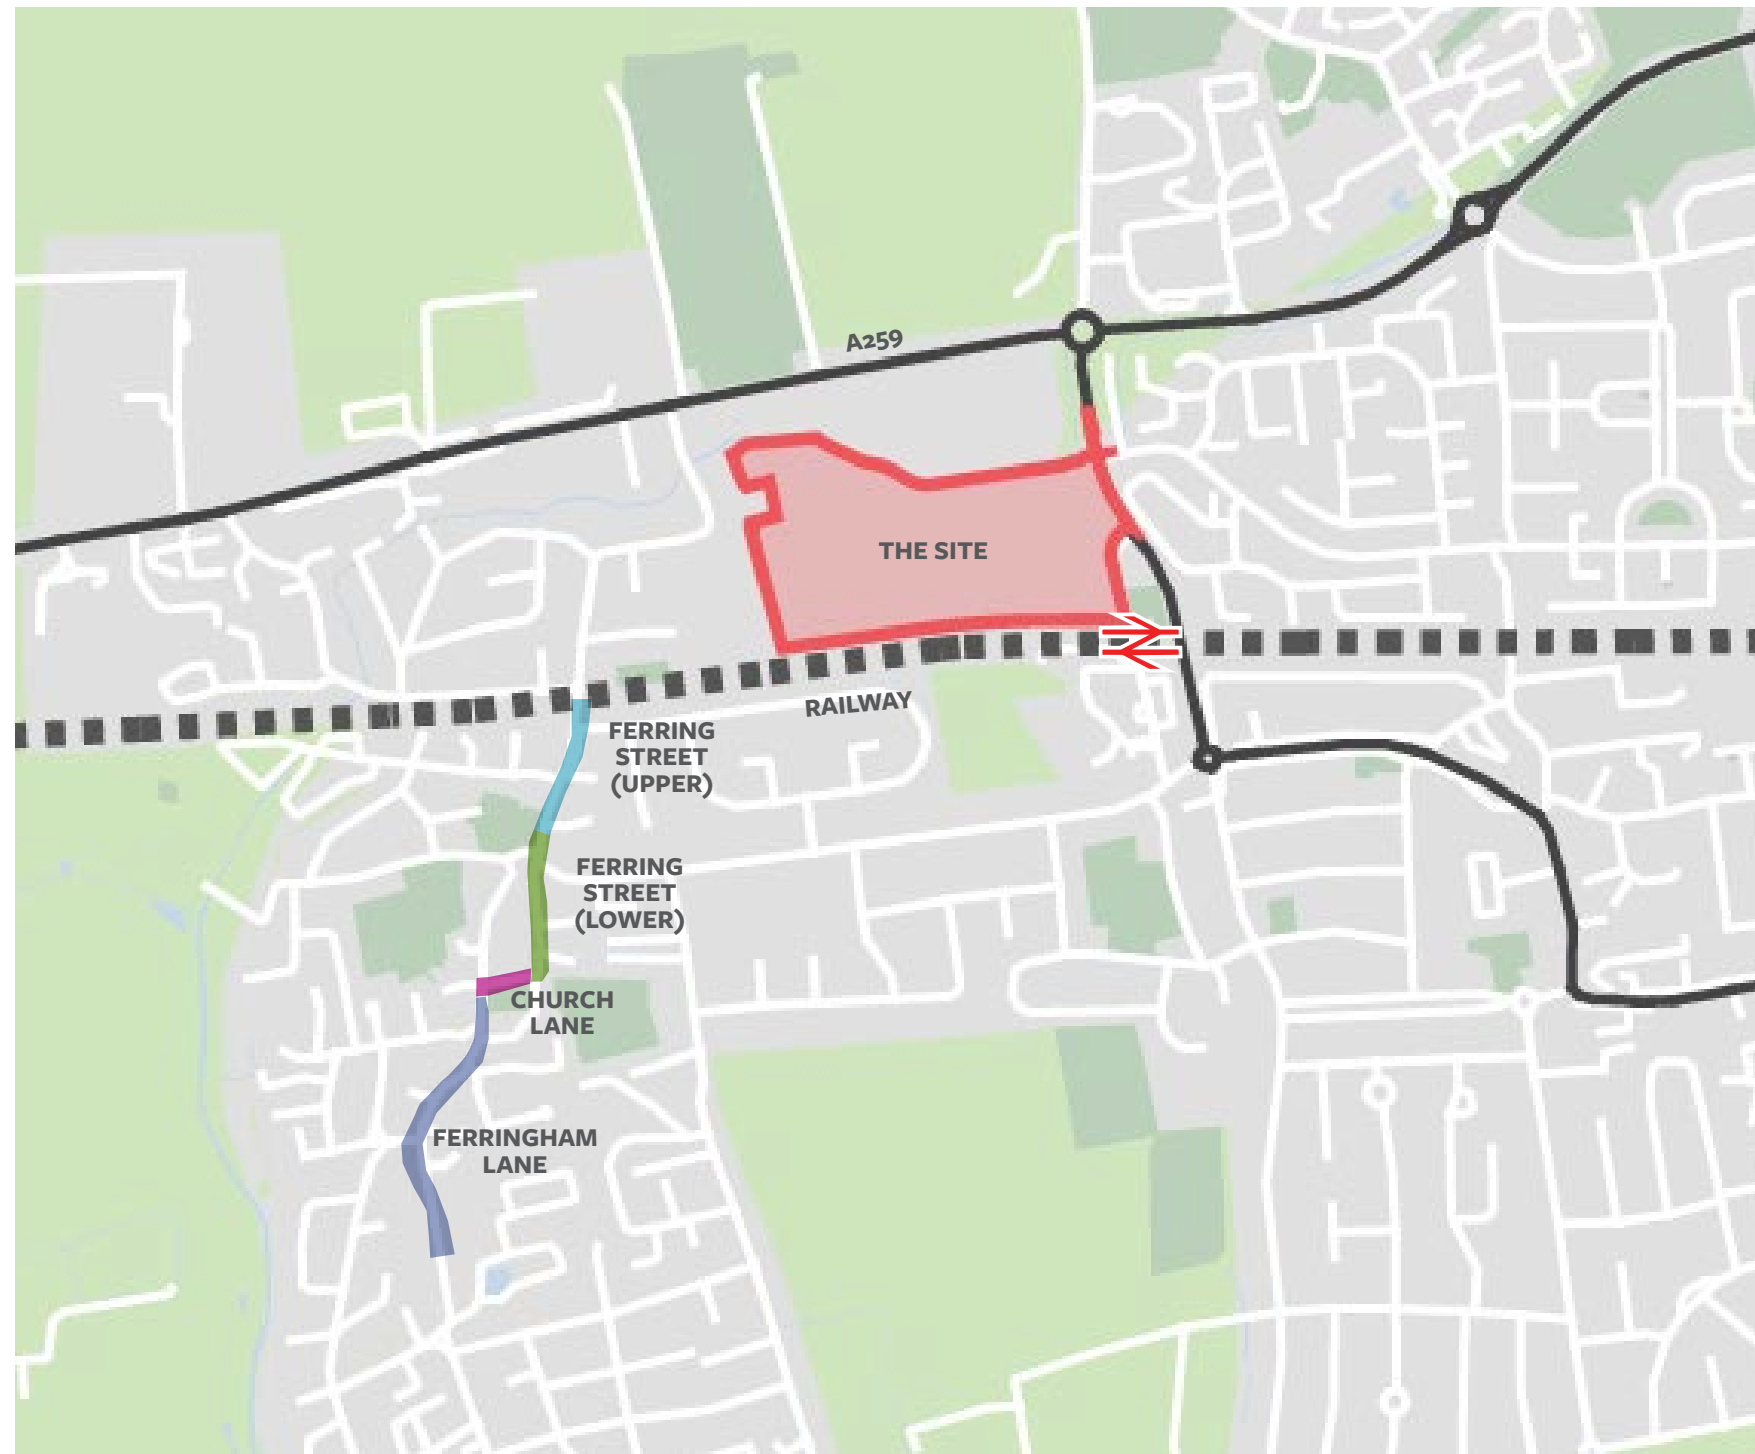 A259
THE SITE
RAILWAY
FERRING
STREET
(UPPER)
FERRING
STREET
(LOWER)
CHURCH
LANE
FERRINGHAM
LANE